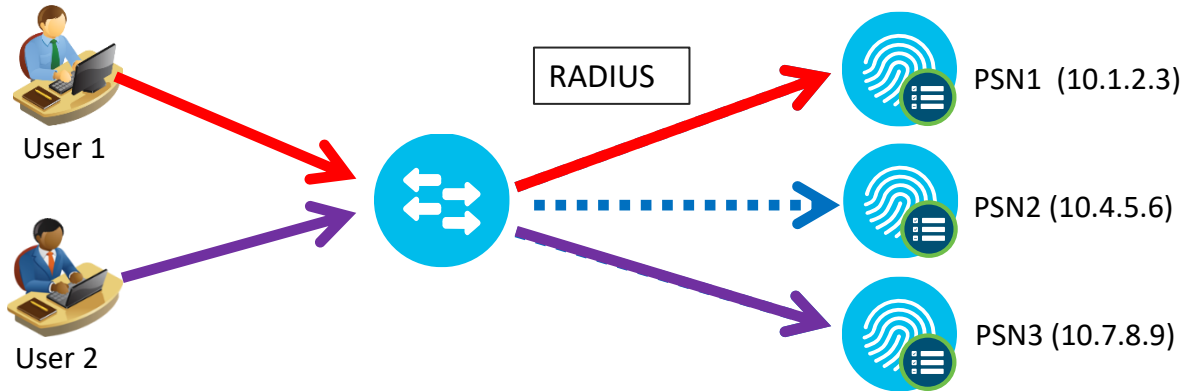 RADIUS
PSN1 (10.1.2.3)
User 1
PSN2 (10.4.5.6)
User 2
PSN3 (10.7.8.9)